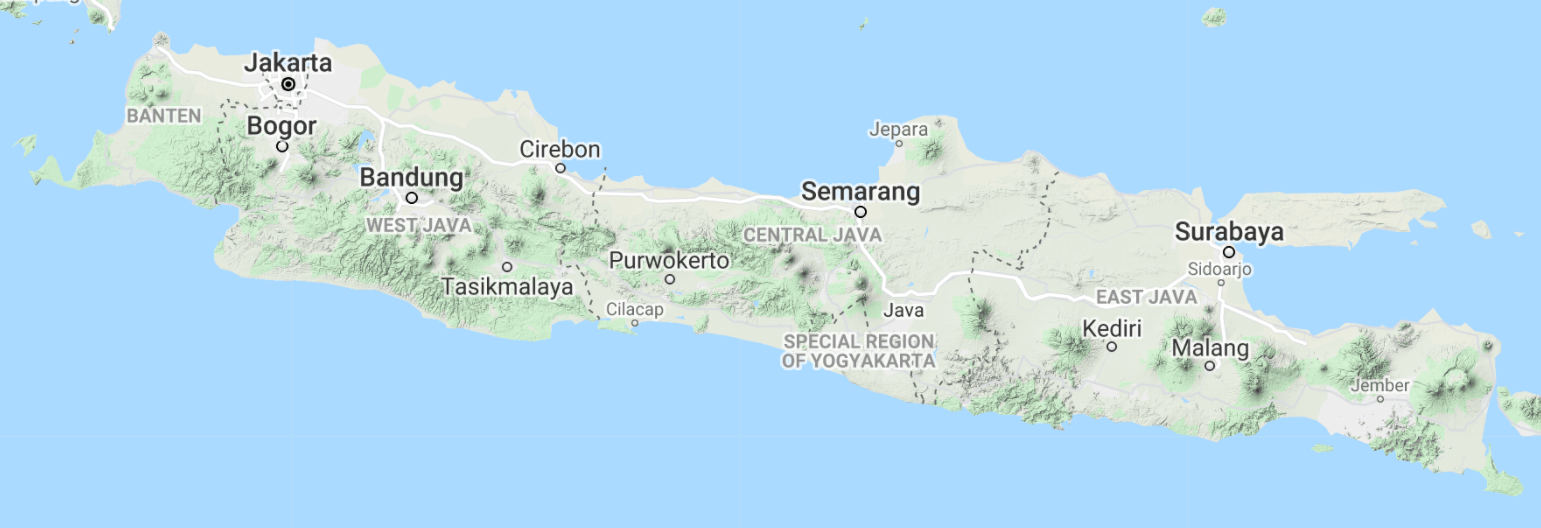 Jakarta
BANTEN
Bogor
Jepara
Cirebon
Bandung
Semarang
WEST JAVA
CENTRAL JAVA
Surabaya
Purwokerto
Sidoarjo
Tasikmalaya
EAST JAVA
Cilacap
Java
Kediri
SPECIAL REGION
OF YOGYAKARTA
Malang
Jember